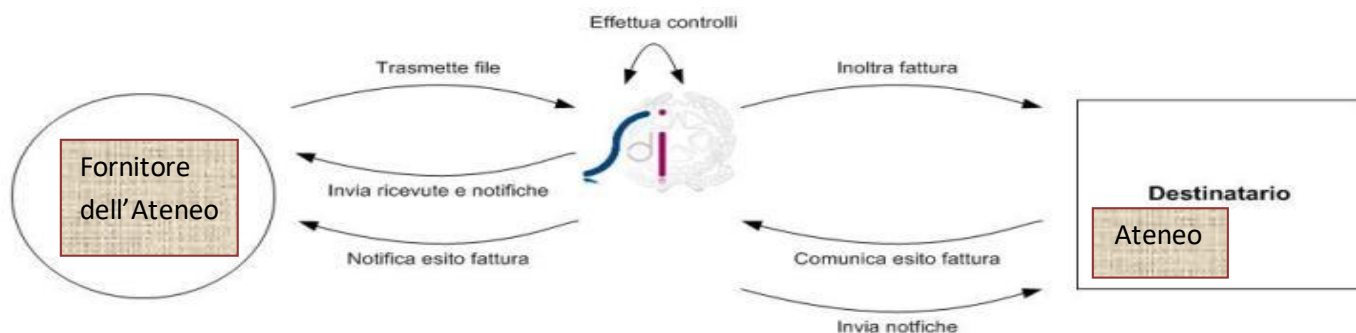 Effettua controlli
Trasmette file
Inoltra fattura
Fornitore
dell'Ateneo
sdi
Invia ricevute e notifiche
Destinatario
Ateneo
Notifica esito fattura
Comunica esito fattura
Invia notfiche